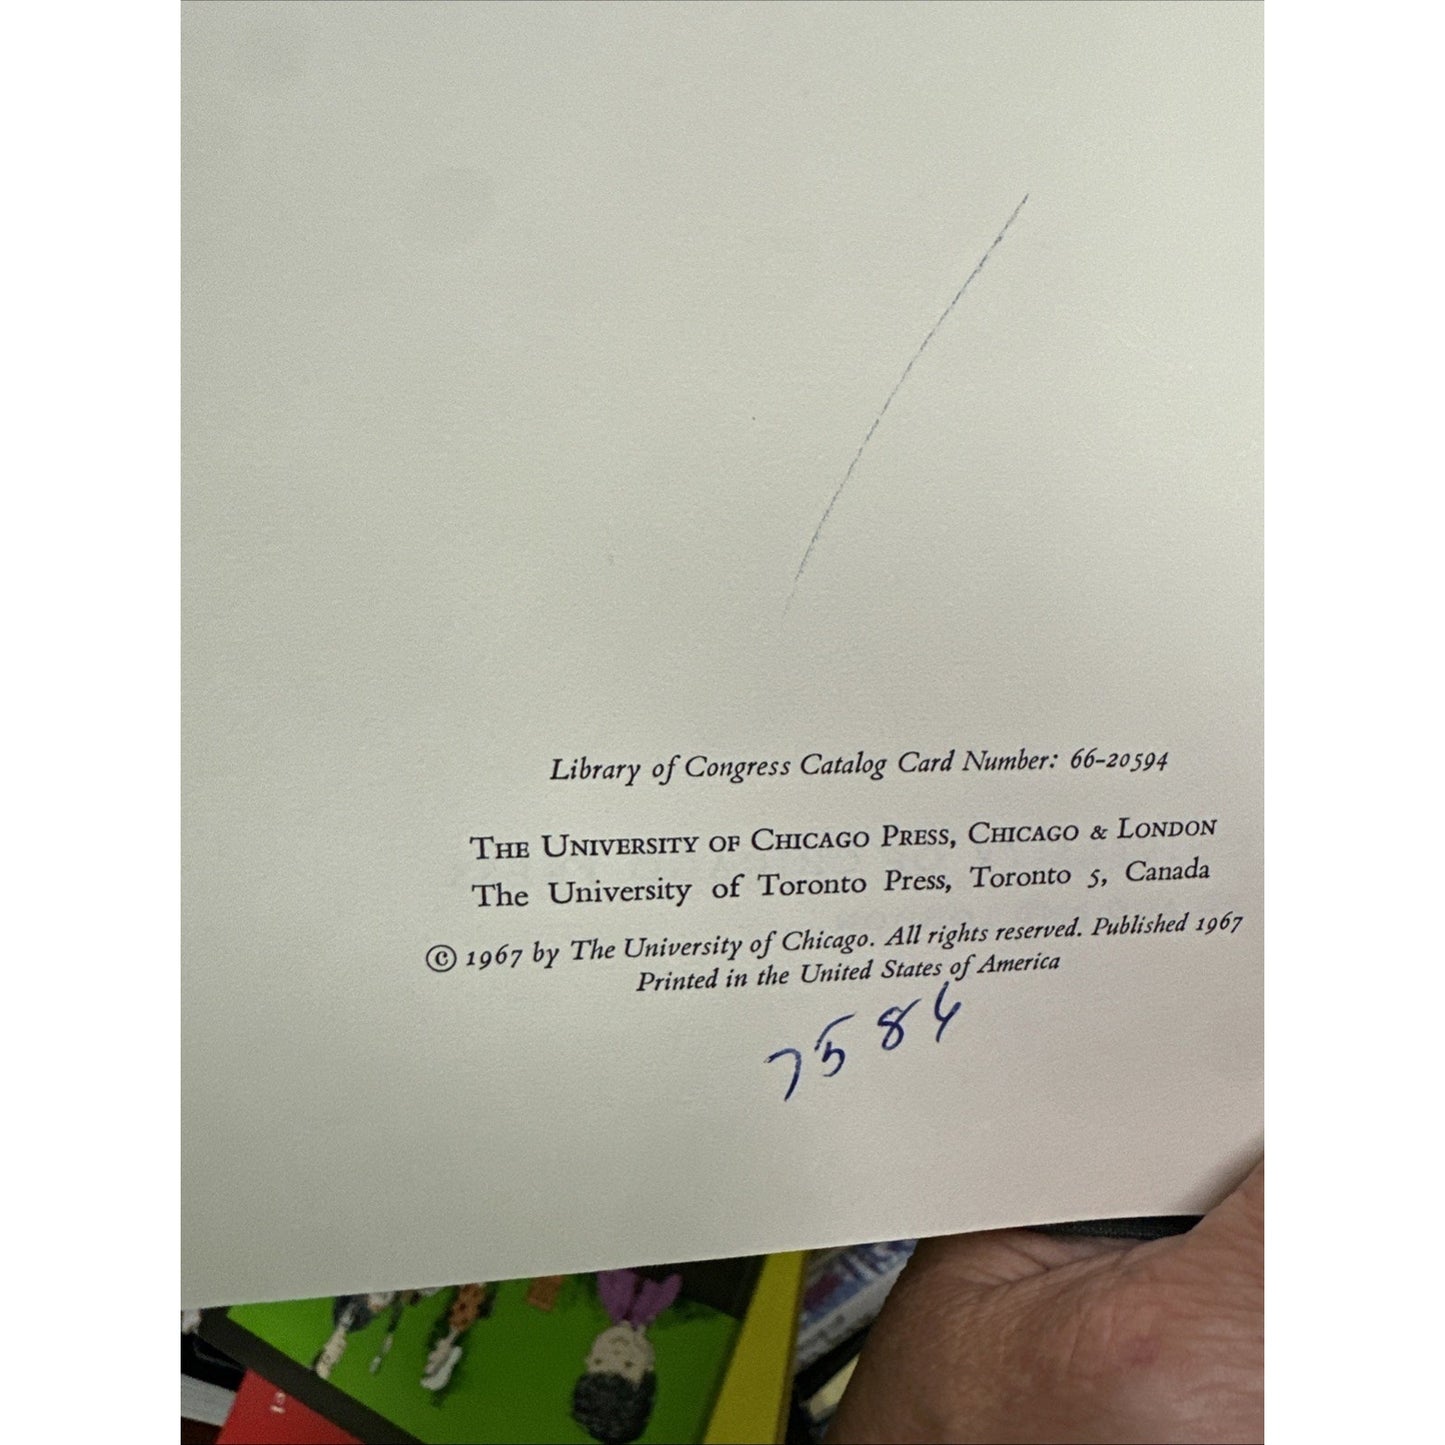 Library of Congress Catalog Card Number: 66-20594
THE UNIVERSITY OF CHICAGO PRESS, CHICAGO & LONDON
The University of Toronto Press, Toronto 5, Canada
© 1967 by The University of Chicago. All rights reserved. Published 1967
Printed in the United States of America
7584